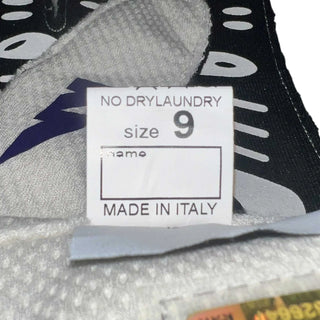 NO DRYLAUNDRY
size 9
name
MADE IN ITALY